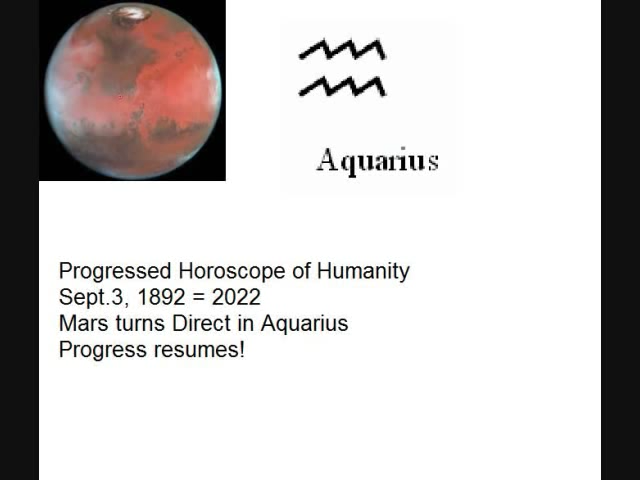 Aquarius
Progressed Horoscope of Humanity
Sept.3, 1892 = 2022
Mars turns Direct in Aquarius
Progress resumes!